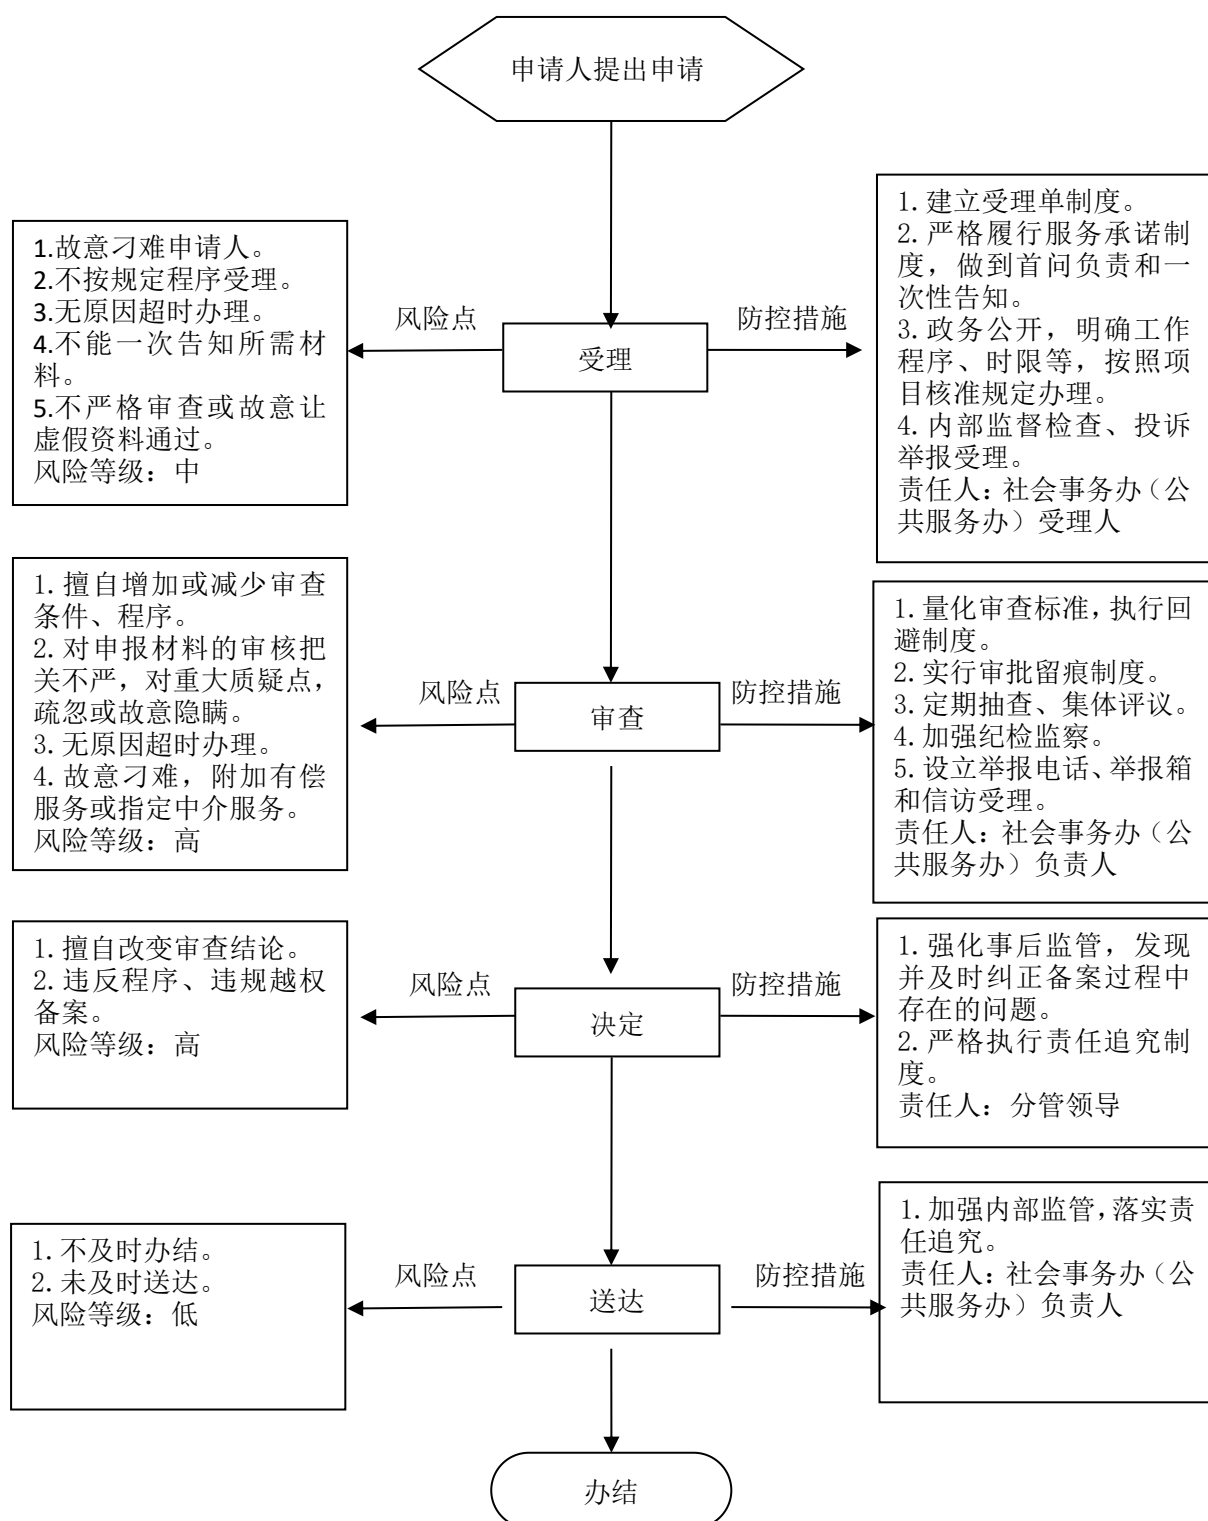 申请人提出申请
1.故意刁难申请人。
2.不按规定程序受理。
3.无原因超时办理。
4.不能一次告知所需材
料。
5.不严格审查或故意让
虚假资料通过。
风险等级：中
风险点
受理
防控措施
1.建立受理单制度。
2.严格履行服务承诺制
度，做到首问负责和一
次性告知。
3.政务公开，明确工作
程序、时限等，按照项
目核准规定办理。
4.内部监督检查、投诉
举报受理。
责任人：社会事务办（公
共服务办）受理人
1.擅自增加或减少审查
条件、程序。
2.对申报材料的审核把
关不严，对重大质疑点，
疏忽或故意隐瞒。
3.无原因超时办理。
4.故意刁难，附加有偿
服务或指定中介服务。
风险等级：高
风险点
审查
防控措施
1.量化审查标准，执行回
避制度。
2.实行审批留痕制度。
3.定期抽查、集体评议。
4.加强纪检监察。
5.设立举报电话、举报箱
和信访受理。
责任人：社会事务办（公
共服务办）负责人
1.擅自改变审查结论。
2.违反程序、违规越权
备案。
风险等级：高
风险点
决定
防控措施
1.强化事后监管，发现
并及时纠正备案过程中
存在的问题。
2.严格执行责任追究制
度。
责任人：分管领导
1.不及时办结。
2.未及时送达。
风险等级：低
风险点
送达
防控措施
1.加强内部监管，落实责
任追究。
责任人：社会事务办（公
共服务办）负责人
办结